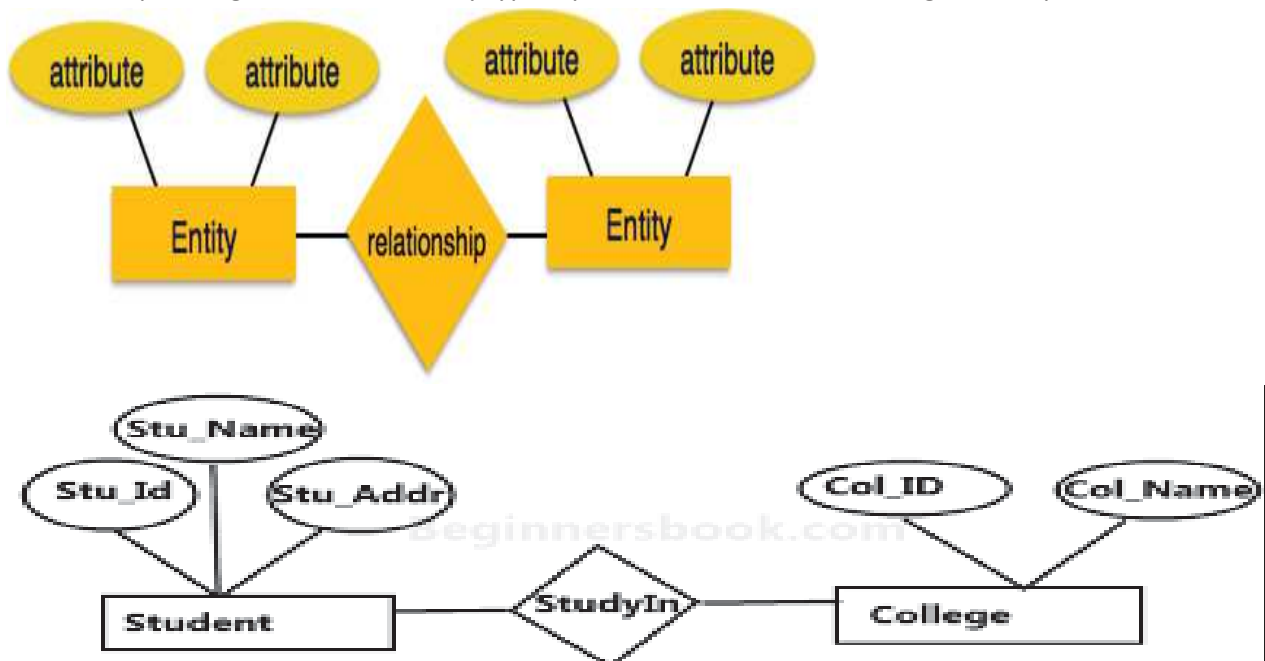 attribute attribute attribute attribute
Entity relationship Entity
Stu_Name
Stu_Id Stu_Addr Col_ID Col_Name
Beginnersbook.com
Student StudyIn College